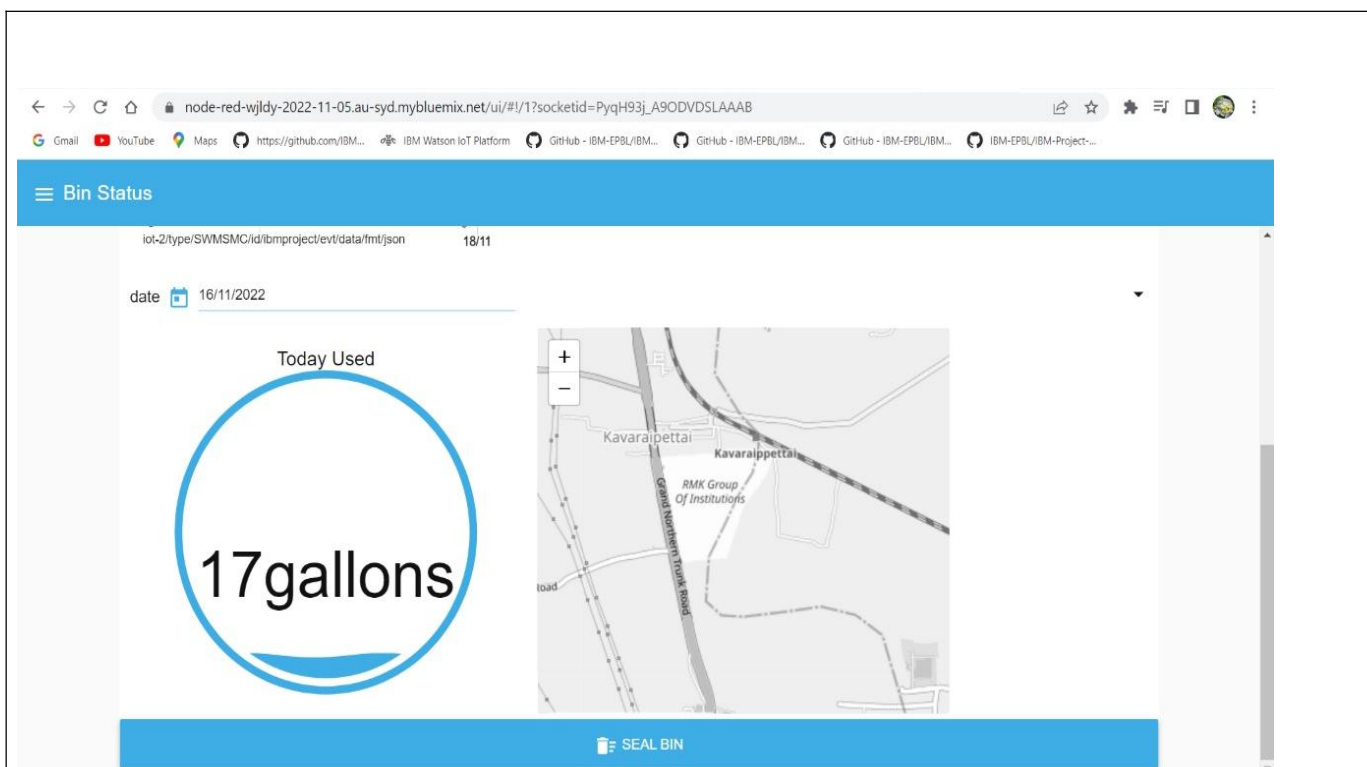 node-red-wjldy-2022-11-05.au-syd.mybluemix.net/ui/#!/1?socketid=PyqH93j_A9ODVDSLAAAB
Gmail YouTube Maps https://github.com/IBM... IBM Watson IoT Platform GitHub - IBM-EPBL/IBM... GitHub - IBM-EPBL/IBM... GitHub - IBM-EPBL/IBM... IBM-EPBL/IBM-Project-...
Bin Status
iot-2/type/SWMSMC/id/ibmproject/evt/data/fmt/json 18/11
date 16/11/2022
Today Used
17gallons
+
−
Kavaraipettai
Kavaraippettai
RMK Group
Of Institutions
Grand Northern Trunk Road
Road
SEAL BIN